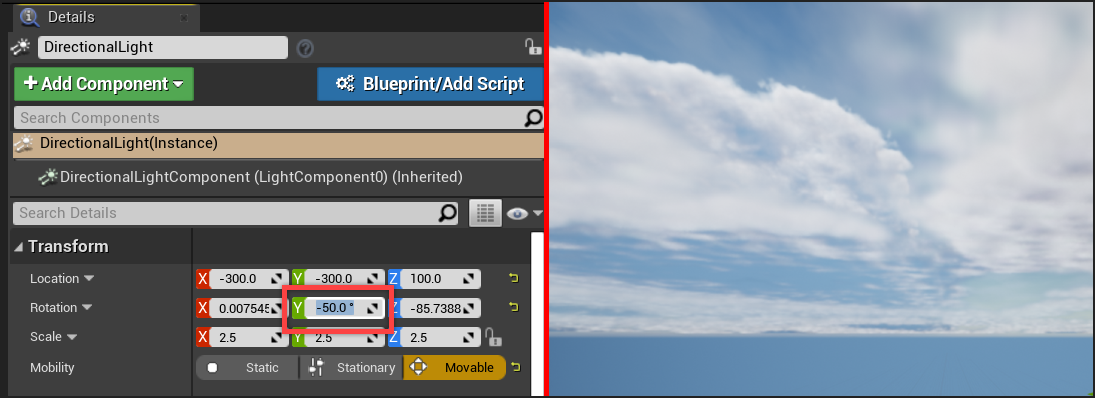 Details
DirectionalLight
?
+ Add Component
Blueprint/Add Script
Search Components
DirectionalLight(Instance)
DirectionalLightComponent (LightComponent0) (Inherited)
Search Details
Transform
Location X -300.0 Y -300.0 Z 100.0
Rotation X 0.007545 Y -50.0 ° Z -85.7388
Scale X 2.5 Y 2.5 Z 2.5
Mobility Static Stationary Movable